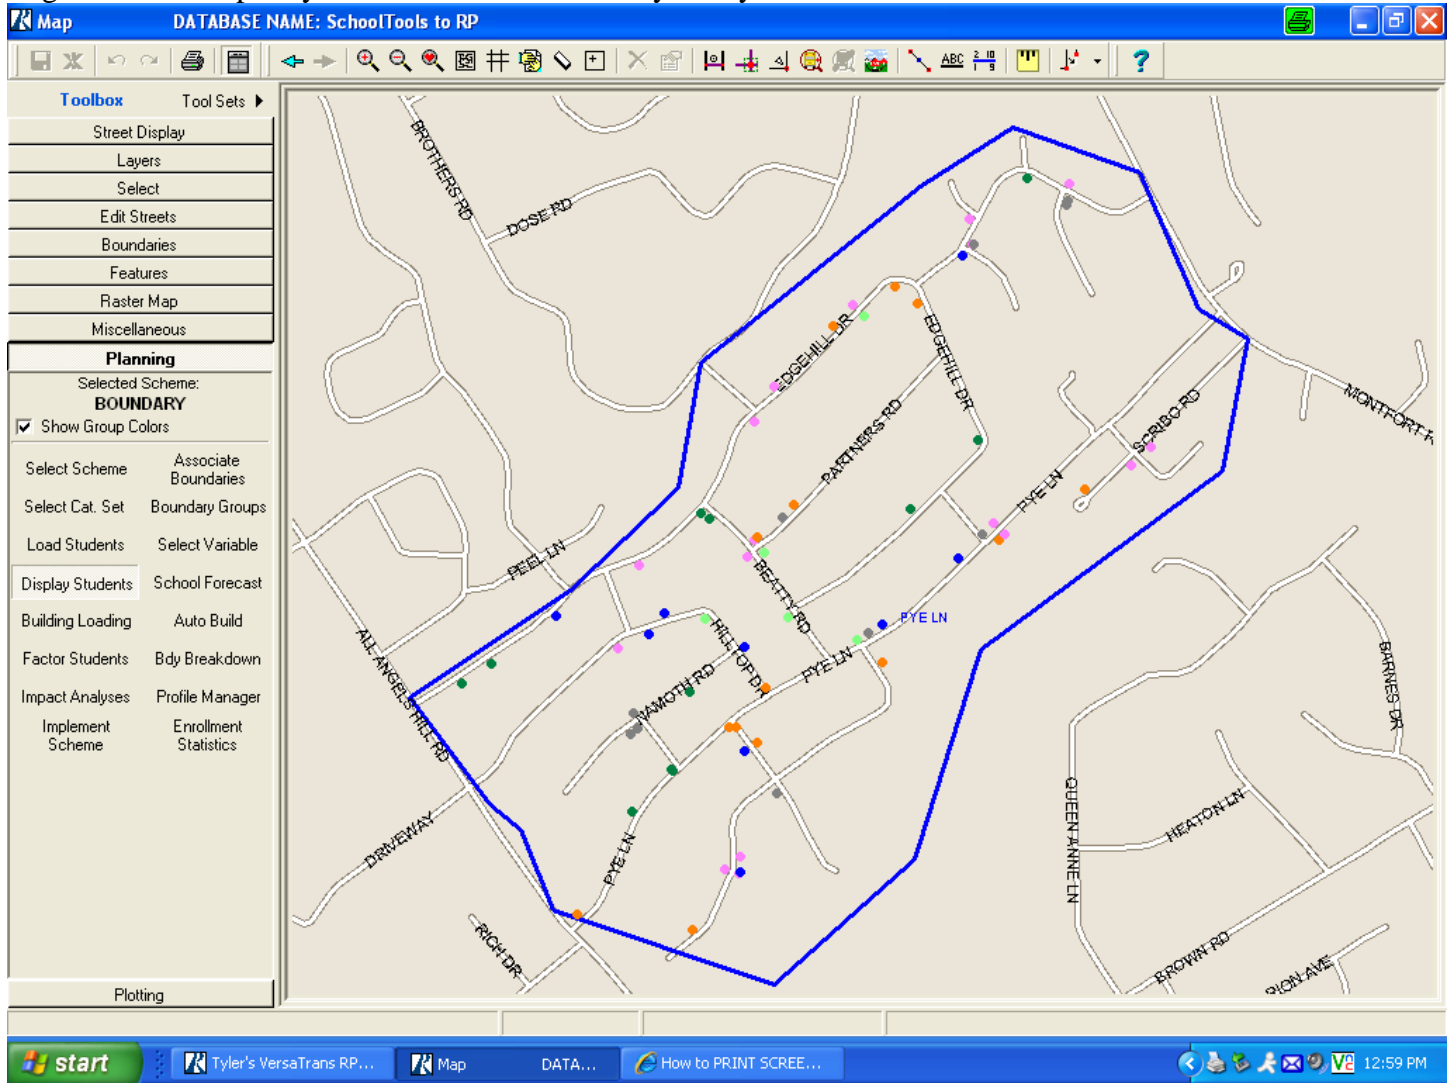 Map DATABASE NAME: SchoolTools to RP
ABC
Toolbox Tool Sets
Street Display
Layers
Select
Edit Streets
Boundaries
Features
Raster Map
Miscellaneous
Planning
Selected Scheme:
BOUNDARY
Show Group Colors
Select Scheme
Associate
Boundaries
Select Cat. Set
Boundary Groups
Load Students
Select Variable
Display Students
School Forecast
Building Loading
Auto Build
Factor Students
Bdy Breakdown
Impact Analyses
Profile Manager
Implement
Scheme
Enrollment
Statistics
Plotting
BROTHERS RD
DOSE RD
EDGEHILL DR
EDGEHILL DR
PARTNERS RD
SCRIBO RD
MONTFORT R
PYE LN
PEEL LN
BEATTY RD
PYE LN
HILLTOP DR
PYE LN
NAMOTH RD
ALL ANGELS HILL RD
BARNES DR
QUEEN ANNE LN
HEATON LN
DRIVEWAY
PYE LN
RICH DR
BROWN RD
RION AVE
start
Tyler's VersaTrans RP...
Map DATA...
How to PRINT SCREE...
12:59 PM